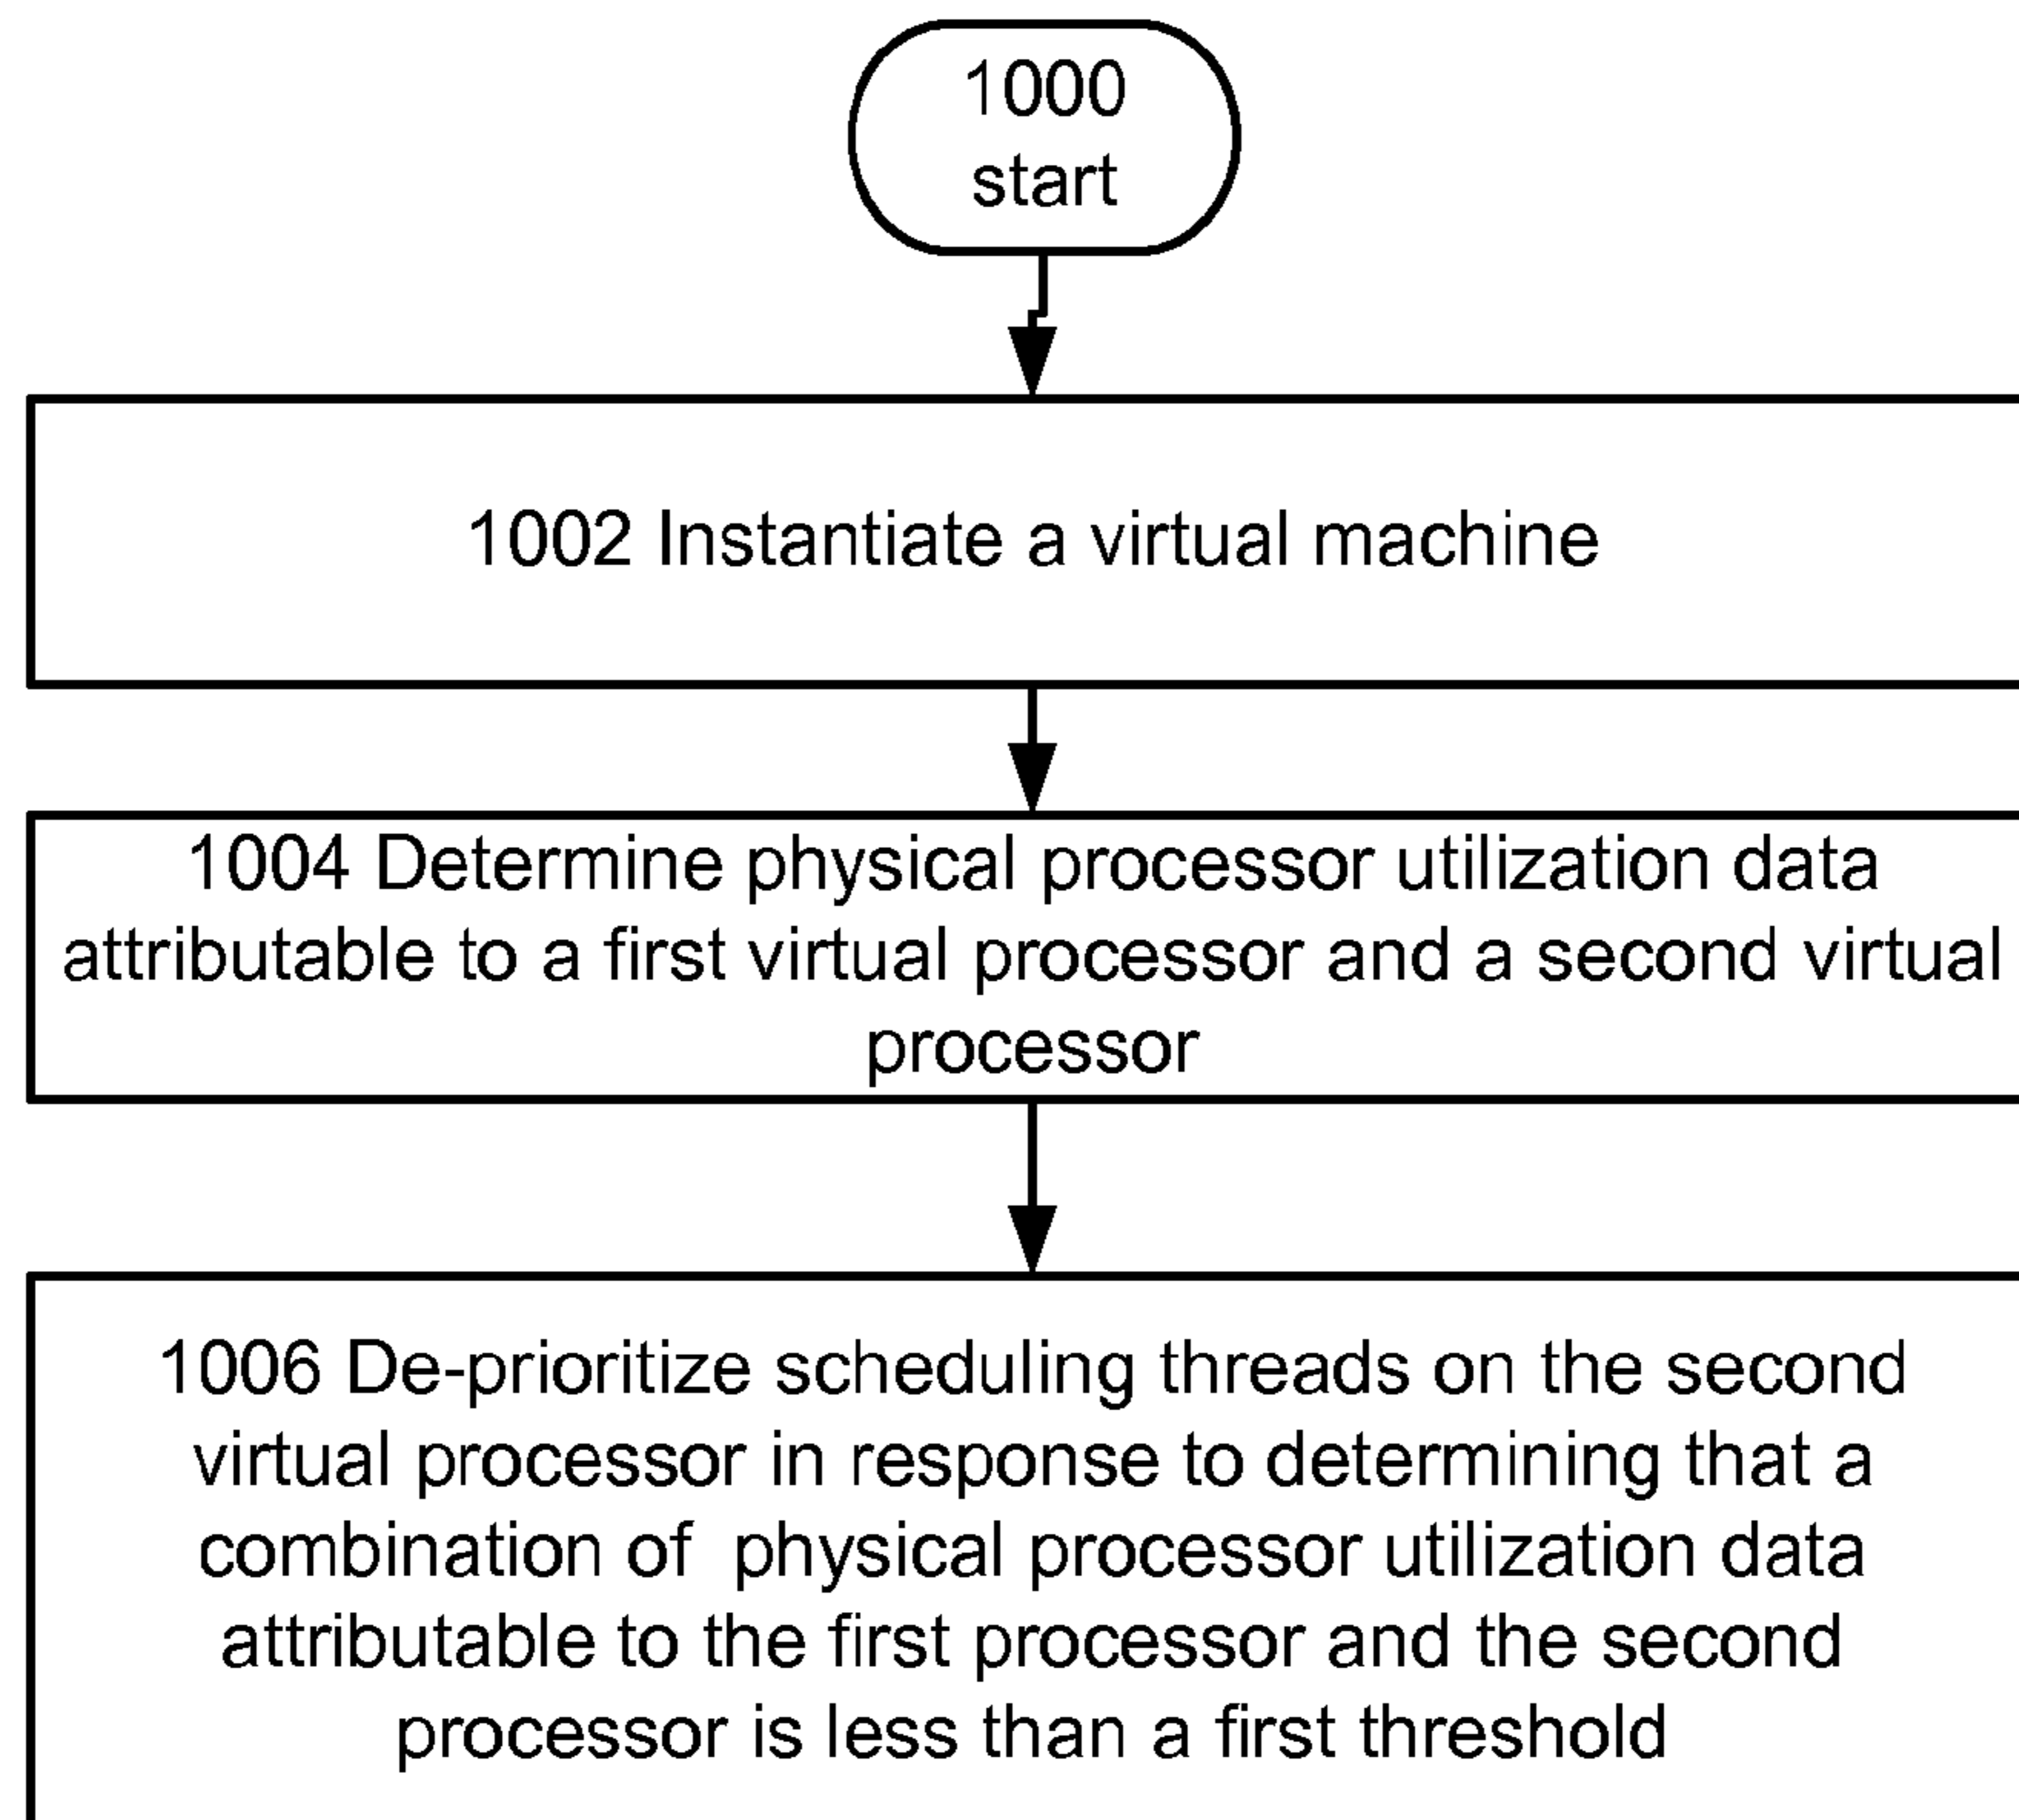 1000
start
1002 Instantiate a virtual machine
1004 Determine physical processor utilization data
attributable to a first virtual processor and a second virtual
processor
1006 De-prioritize scheduling threads on the second
virtual processor in response to determining that a
combination of physical processor utilization data
attributable to the first processor and the second
processor is less than a first threshold